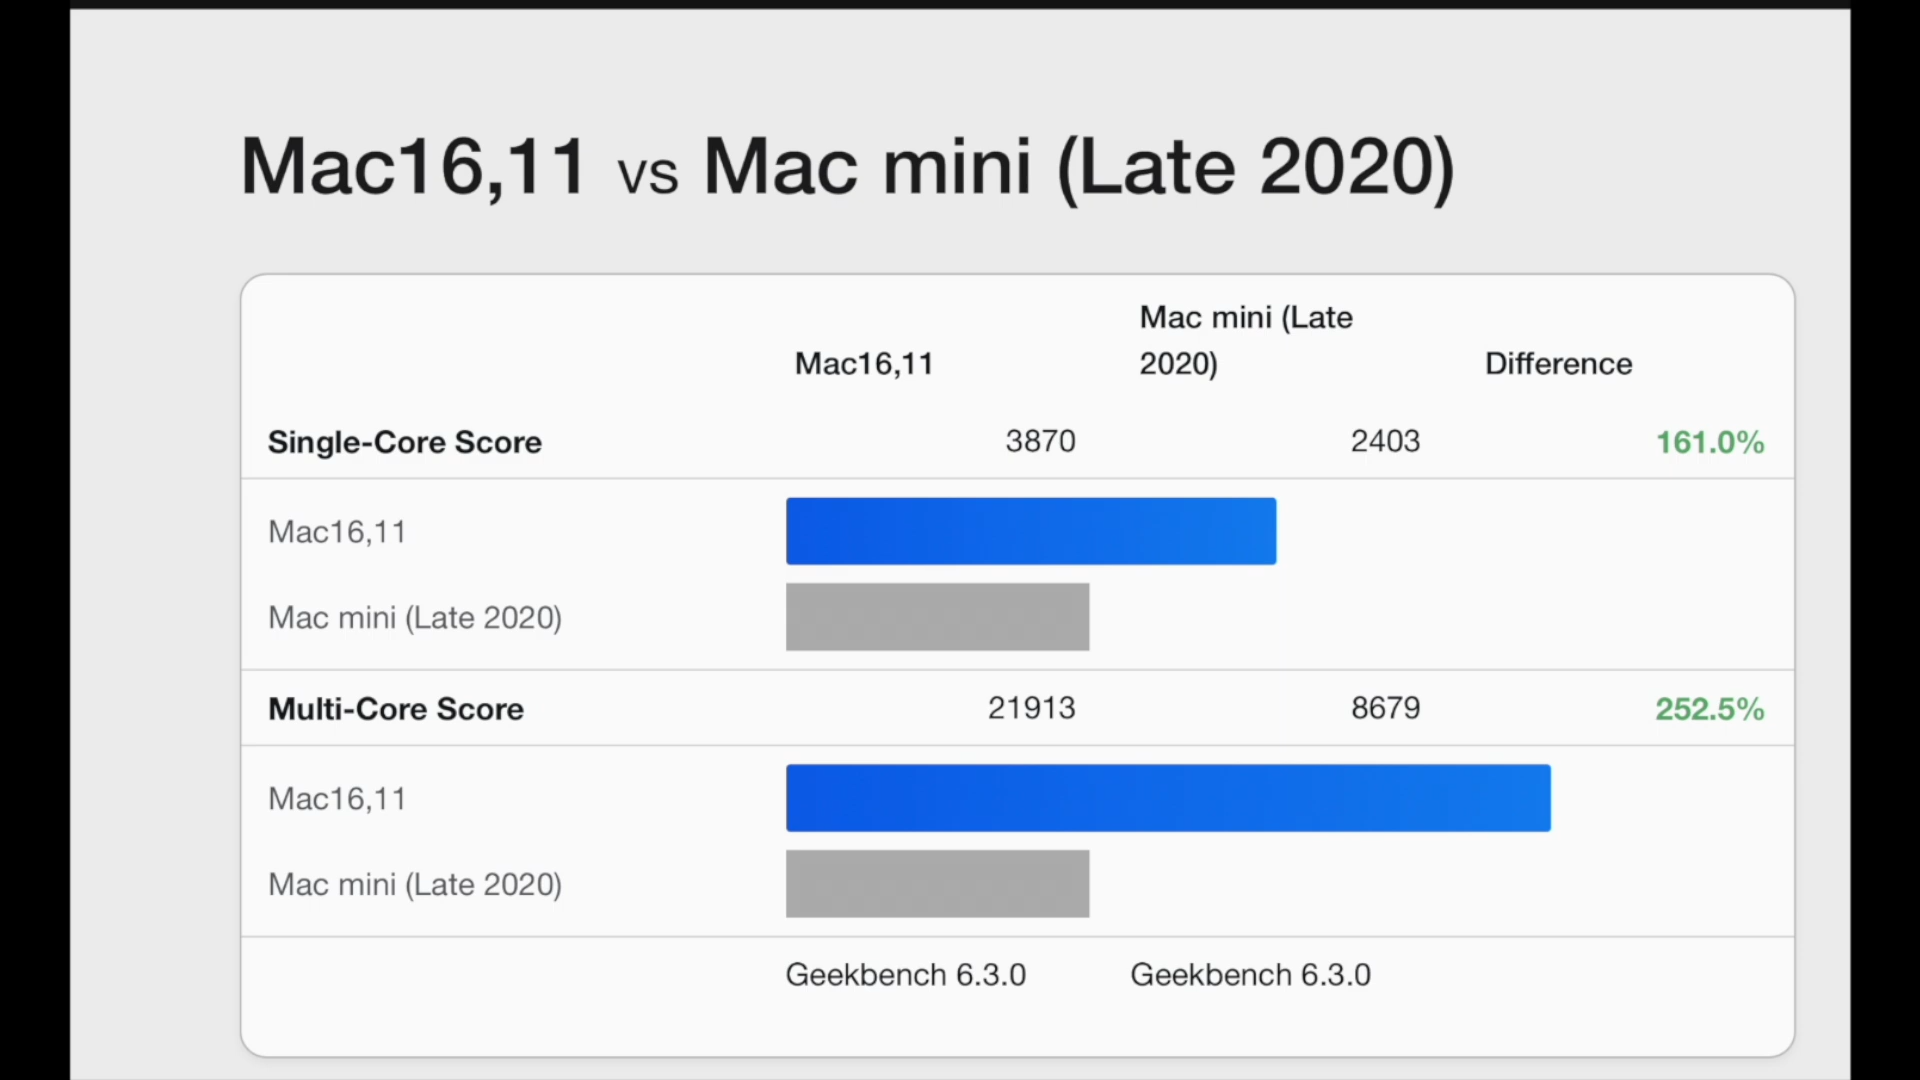 Mac16,11 vs Mac mini (Late 2020)
Mac16,11
Mac mini (Late
2020)
Difference
Single-Core Score 3870 2403 161.0%
Mac16,11
Mac mini (Late 2020)
Multi-Core Score 21913 8679 252.5%
Mac16,11
Mac mini (Late 2020)
Geekbench 6.3.0 Geekbench 6.3.0